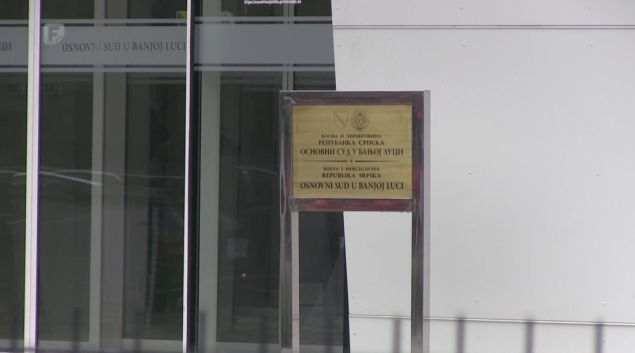 OSNOVNI SUD U BANJOJ LUCI
БОСНА И ХЕРЦЕГОВИНА
РЕПУБЛИКА СРПСКА
ОСНОВНИ СУД У БАЊОЈ ЛУЦИ
BOSNA I HERCEGOVINA
REPUBLIKA SRPSKA
OSNOVNI SUD U BANJOJ LUCI